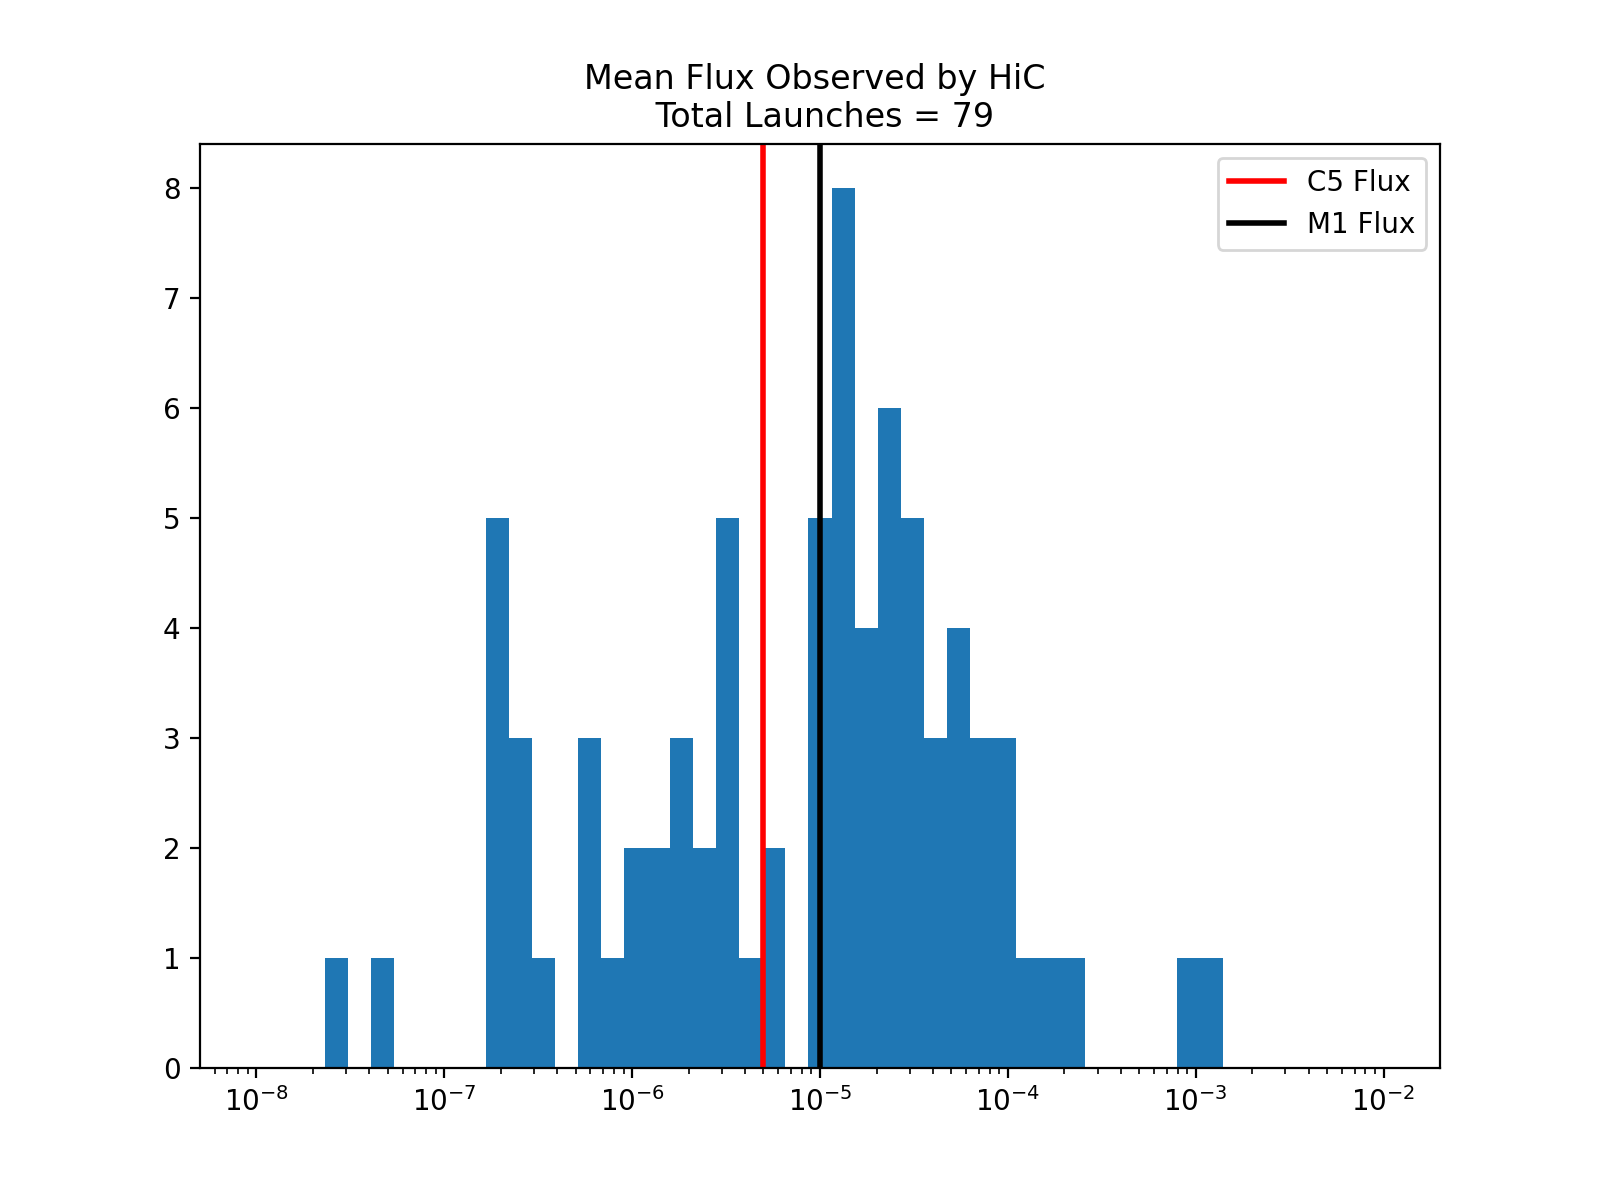 Mean Flux Observed by HiC
Total Launches = 79
C5 Flux
M1 Flux
8
7
6
5
4
3
2
1
0
10⁻⁸ 10⁻⁷ 10⁻⁶ 10⁻⁵ 10⁻⁴ 10⁻³ 10⁻²